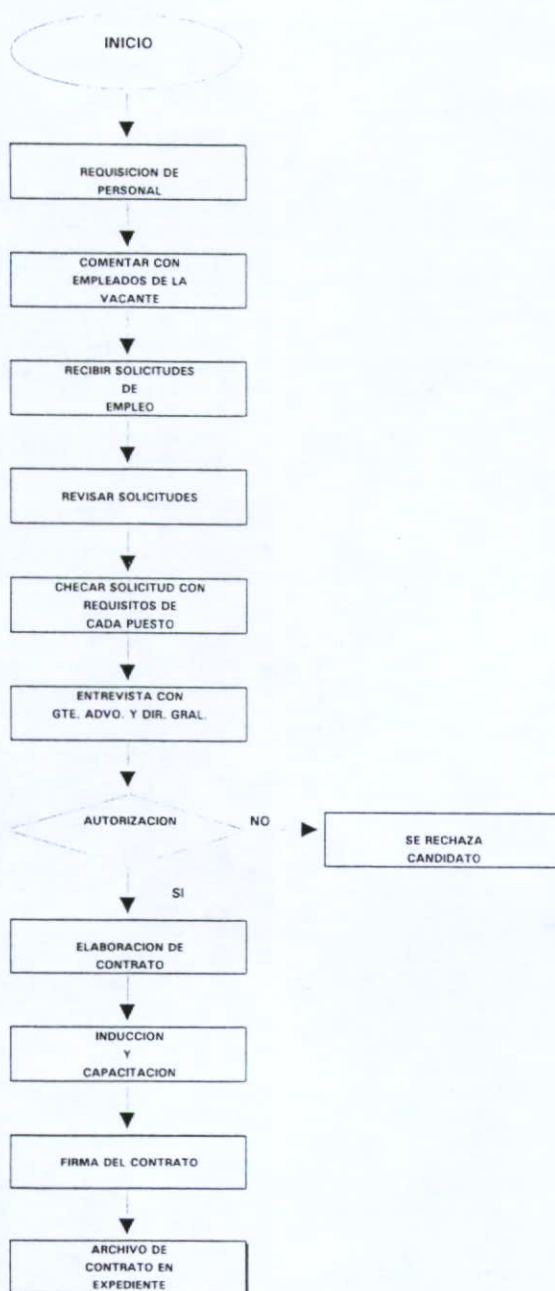 INICIO
REQUISICION DE
PERSONAL
COMENTAR CON
EMPLEADOS DE LA
VACANTE
RECIBIR SOLICITUDES
DE
EMPLEO
REVISAR SOLICITUDES
CHECAR SOLICITUD CON
REQUISITOS DE
CADA PUESTO
ENTREVISTA CON
GTE. ADVO. Y DIR. GRAL.
AUTORIZACION
NO
SE RECHAZA
CANDIDATO
SI
ELABORACION DE
CONTRATO
INDUCCION
Y
CAPACITACION
FIRMA DEL CONTRATO
ARCHIVO DE
CONTRATO EN
EXPEDIENTE